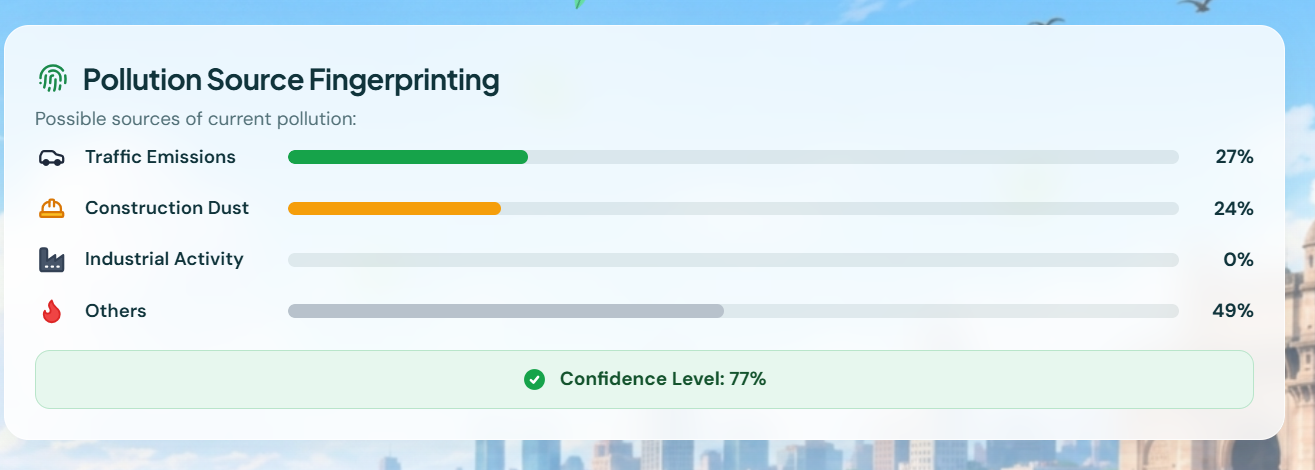 Pollution Source Fingerprinting
Possible sources of current pollution:
Traffic Emissions 27%
Construction Dust 24%
Industrial Activity 0%
Others 49%
Confidence Level: 77%